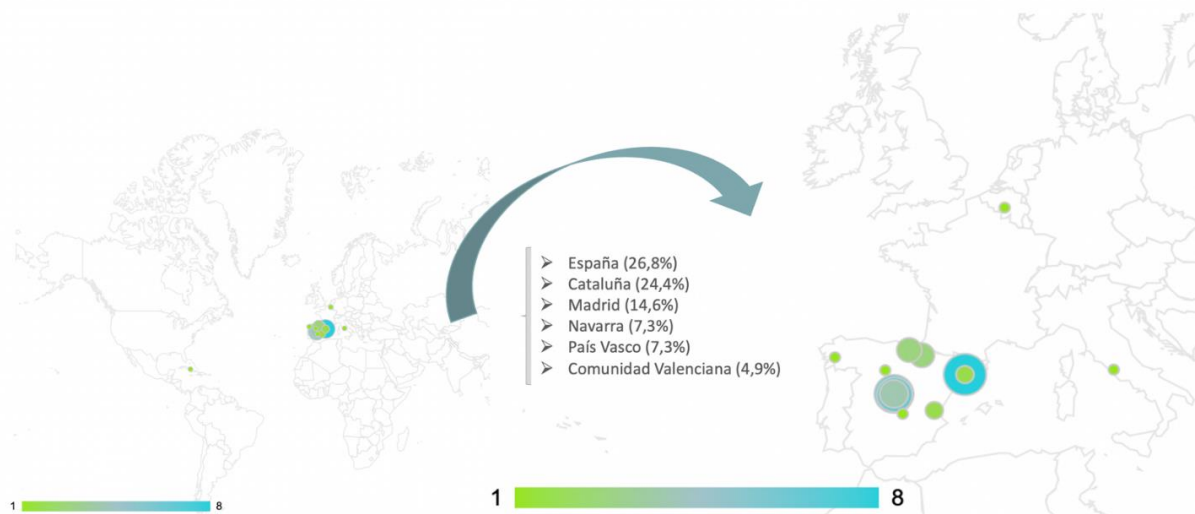 ➢ España (26,8%)
➢ Cataluña (24,4%)
➢ Madrid (14,6%)
➢ Navarra (7,3%)
➢ País Vasco (7,3%)
➢ Comunidad Valenciana (4,9%)
1 8
1 8